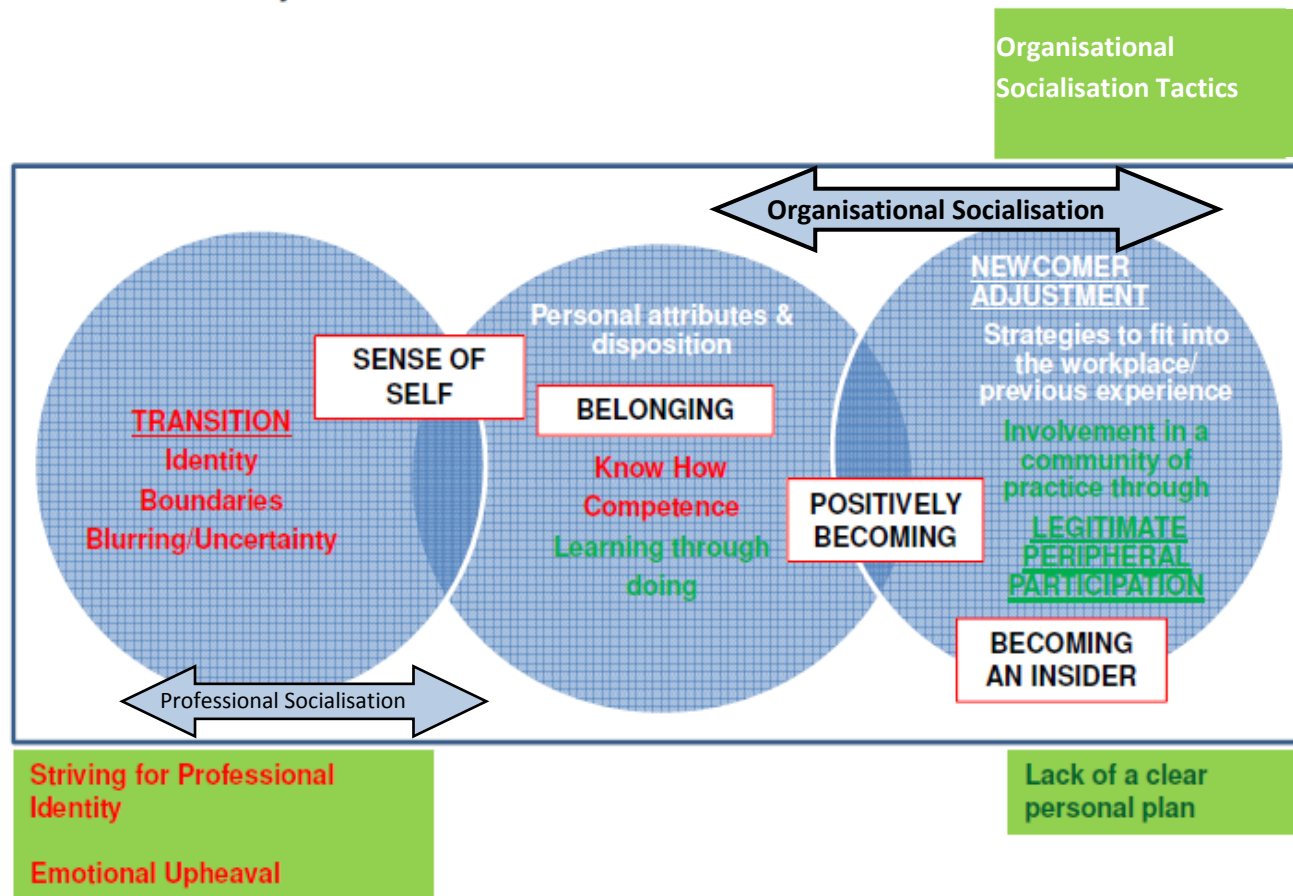 Organisational
Socialisation Tactics
Organisational Socialisation
NEWCOMER
ADJUSTMENT
Strategies to fit into
the workplace/
previous experience
Involvement in a
community of
practice through
LEGITIMATE
PERIPHERAL
PARTICIPATION
BECOMING
AN INSIDER
Personal attributes &
disposition
BELONGING
Know How
Competence
Learning through
doing
POSITIVELY
BECOMING
SENSE OF
SELF
TRANSITION
Identity
Boundaries
Blurring/Uncertainty
Professional Socialisation
Striving for Professional
Identity
Emotional Upheaval
Lack of a clear
personal plan